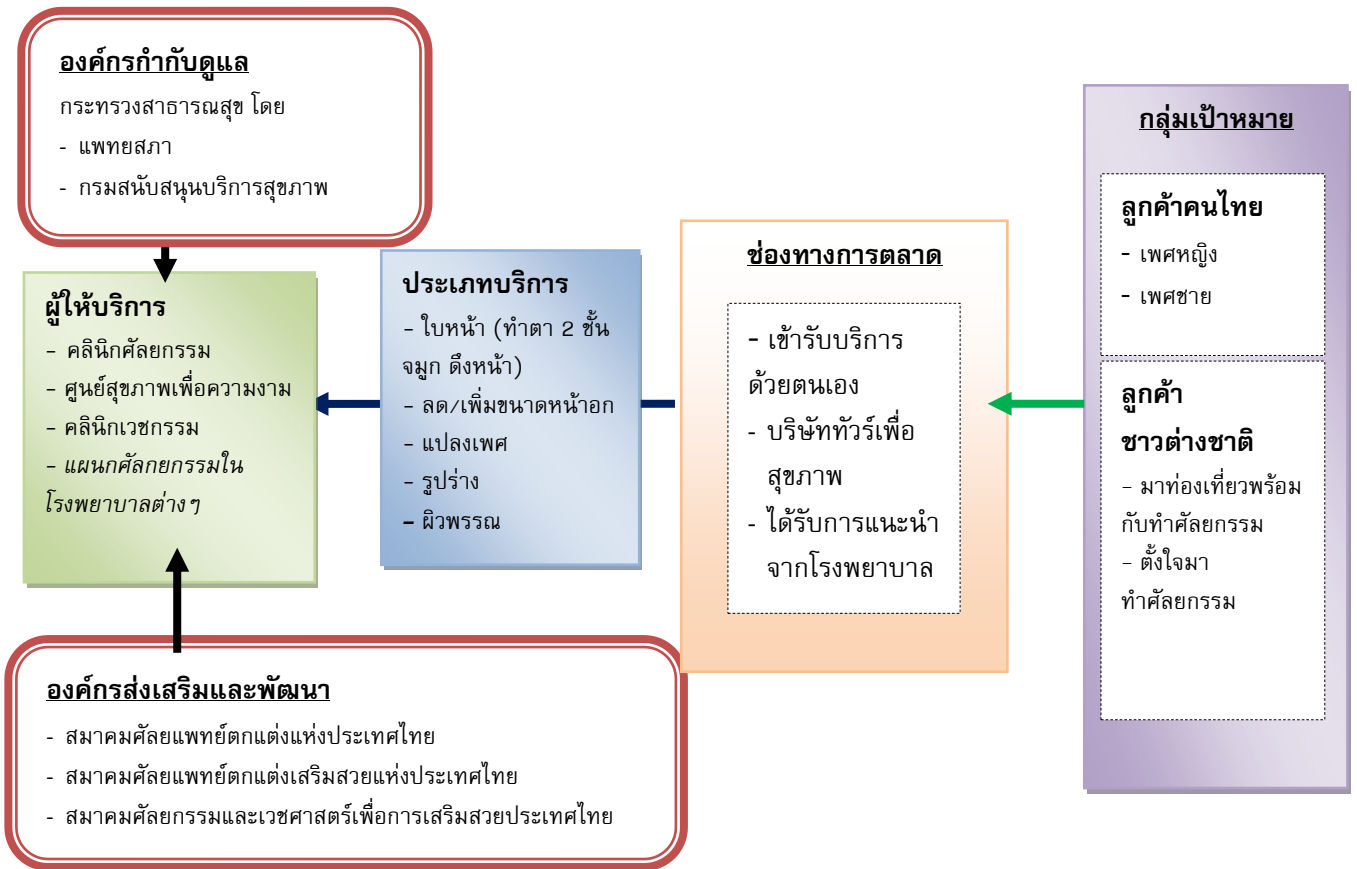 องค์กรกำกับดูแล
กระทรวงสาธารณสุข โดย
- แพทยสภา
- กรมสนับสนุนบริการสุขภาพ
ผู้ให้บริการ
- คลินิกศัลยกรรม
- ศูนย์สุขภาพเพื่อความงาม
- คลินิกเวชกรรม
- แผนกศัลกยกรรมใน
โรงพยาบาลต่างๆ
ประเภทบริการ
- ใบหน้า (ทำตา 2 ชั้น
จมูก ดึงหน้า)
- ลด/เพิ่มขนาดหน้าอก
- แปลงเพศ
- รูปร่าง
- ผิวพรรณ
ช่องทางการตลาด
- เข้ารับบริการ
ด้วยตนเอง
- บริษัททัวร์เพื่อ
สุขภาพ
- ได้รับการแนะนำ
จากโรงพยาบาล
กลุ่มเป้าหมาย
ลูกค้าคนไทย
- เพศหญิง
- เพศชาย
ลูกค้า
ชาวต่างชาติ
- มาท่องเที่ยวพร้อม
กับทำศัลยกรรม
- ตั้งใจมา
ทำศัลยกรรม
องค์กรส่งเสริมและพัฒนา
- สมาคมศัลยแพทย์ตกแต่งแห่งประเทศไทย
- สมาคมศัลยแพทย์ตกแต่งเสริมสวยแห่งประเทศไทย
- สมาคมศัลยกรรมและเวชศาสตร์เพื่อการเสริมสวยประเทศไทย